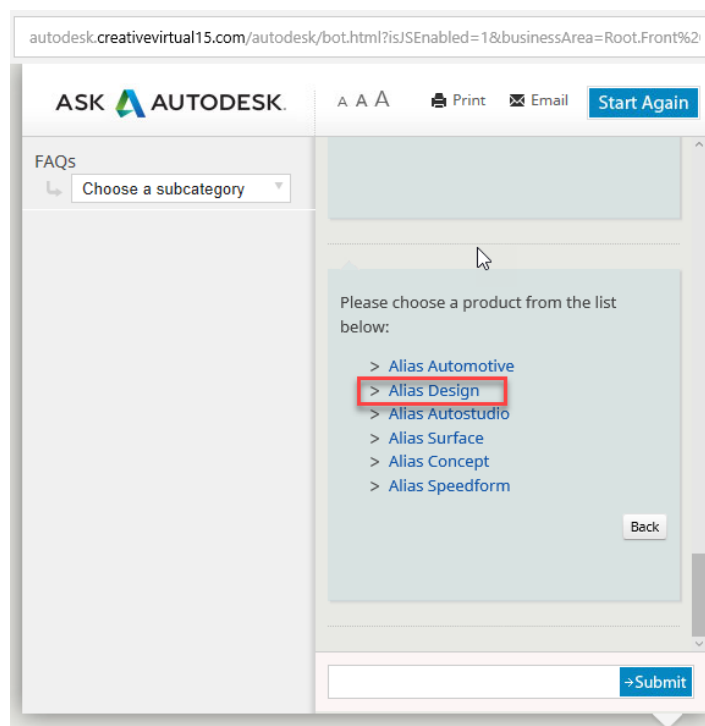 autodesk.creativevirtual15.com/autodesk/bot.html?isJSEnabled=1&businessArea=Root.Front%2
ASK AUTODESK.
A A A Print Email Start Again
FAQs
Choose a subcategory
Please choose a product from the list
below:
> Alias Automotive
> Alias Design
> Alias Autostudio
> Alias Surface
> Alias Concept
> Alias Speedform
Back
→Submit